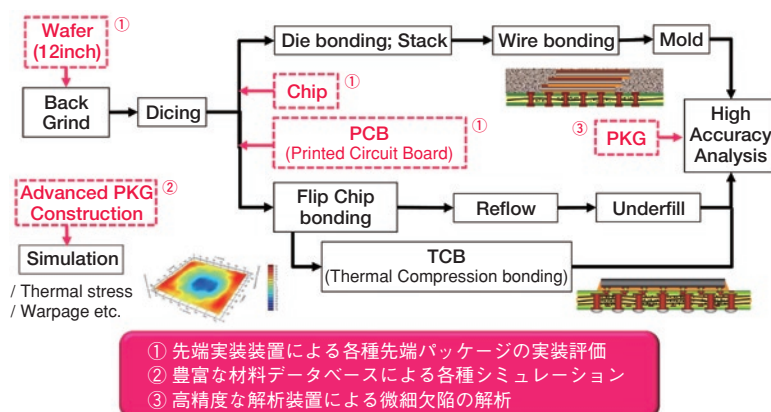 Wafer
(12inch)
①
Back
Grind
Dicing
Die bonding; Stack
Wire bonding
Mold
Chip
①
PCB
(Printed Circuit Board)
①
③
PKG
High
Accuracy
Analysis
Advanced PKG
Construction
②
Simulation
/ Thermal stress
/ Warpage etc.
Flip Chip
bonding
Reflow
Underfill
TCB
(Thermal Compression bonding)
① 先端実装装置による各種先端パッケージの実装評価
② 豊富な材料データベースによる各種シミュレーション
③ 高精度な解析装置による微細欠陥の解析